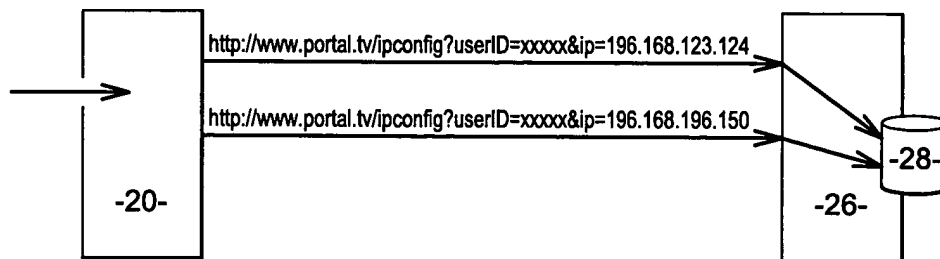 http://www.portal.tv/ipconfig?userID=xxxxx&ip=196.168.123.124
http://www.portal.tv/ipconfig?userID=xxxxx&ip=196.168.196.150
-28-
-20-
-26-